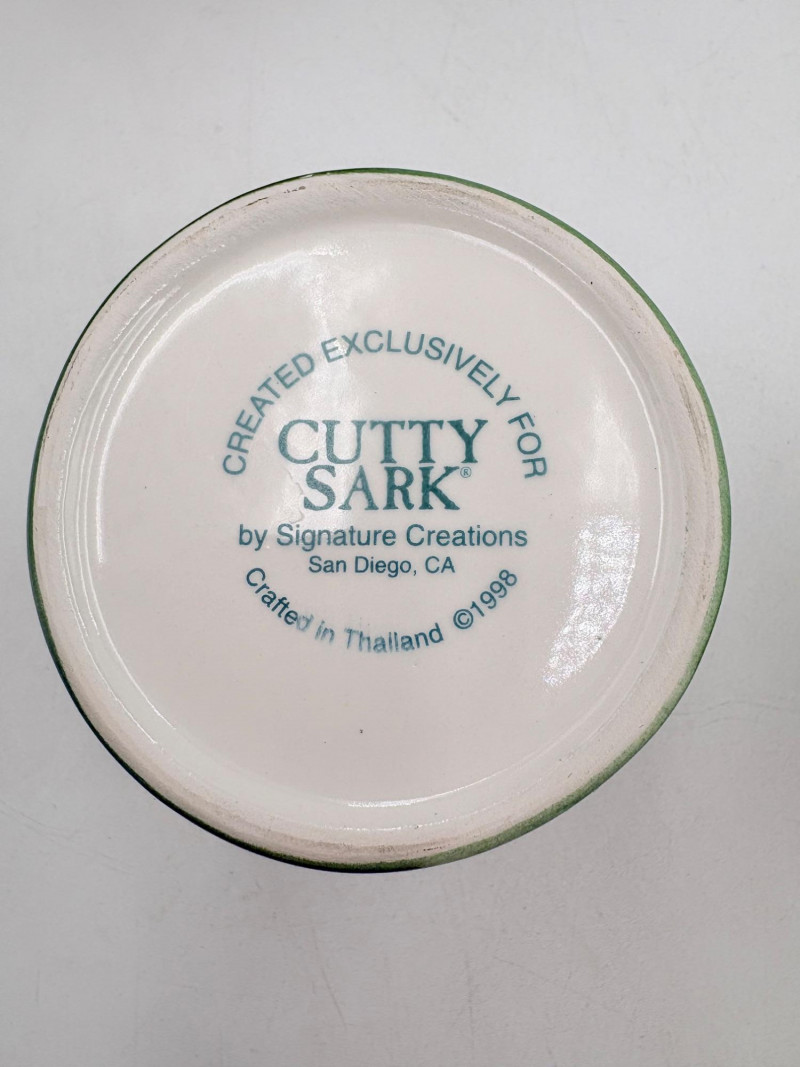 CREATED EXCLUSIVELY FOR
CUTTY
SARK®
by Signature Creations
San Diego, CA
Crafted in Thailand ©1998